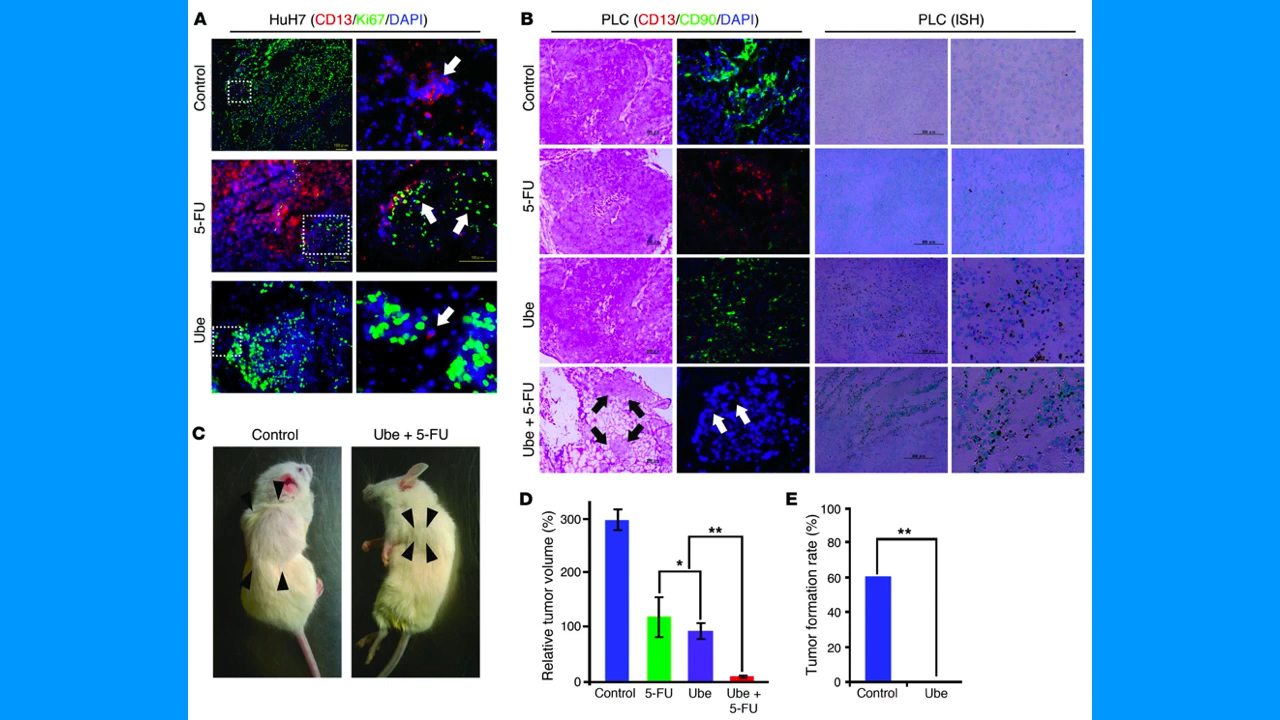 A
HuH7 (CD13/Ki67/DAPI)
Control
5-FU
Ube
B
PLC (CD13/CD90/DAPI)
PLC (ISH)
Control
5-FU
Ube
Ube + 5-FU
C
Control
Ube + 5-FU
D
Relative tumor volume (%)
300
200
100
0
*
**
Control
5-FU
Ube
Ube +
5-FU
E
Tumor formation rate (%)
100
80
60
40
20
0
**
Control
Ube